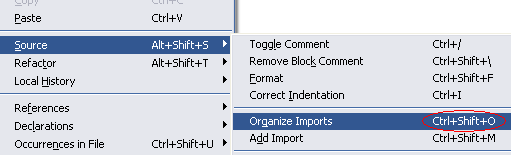 Copy Ctrl+C
Paste Ctrl+V
Source Alt+Shift+S
Refactor Alt+Shift+T
Local History
References
Declarations
Occurrences in File Ctrl+Shift+U
Toggle Comment Ctrl+/
Remove Block Comment Ctrl+Shift+\
Format Ctrl+Shift+F
Correct Indentation Ctrl+I
Organize Imports Ctrl+Shift+O
Add Import Ctrl+Shift+M